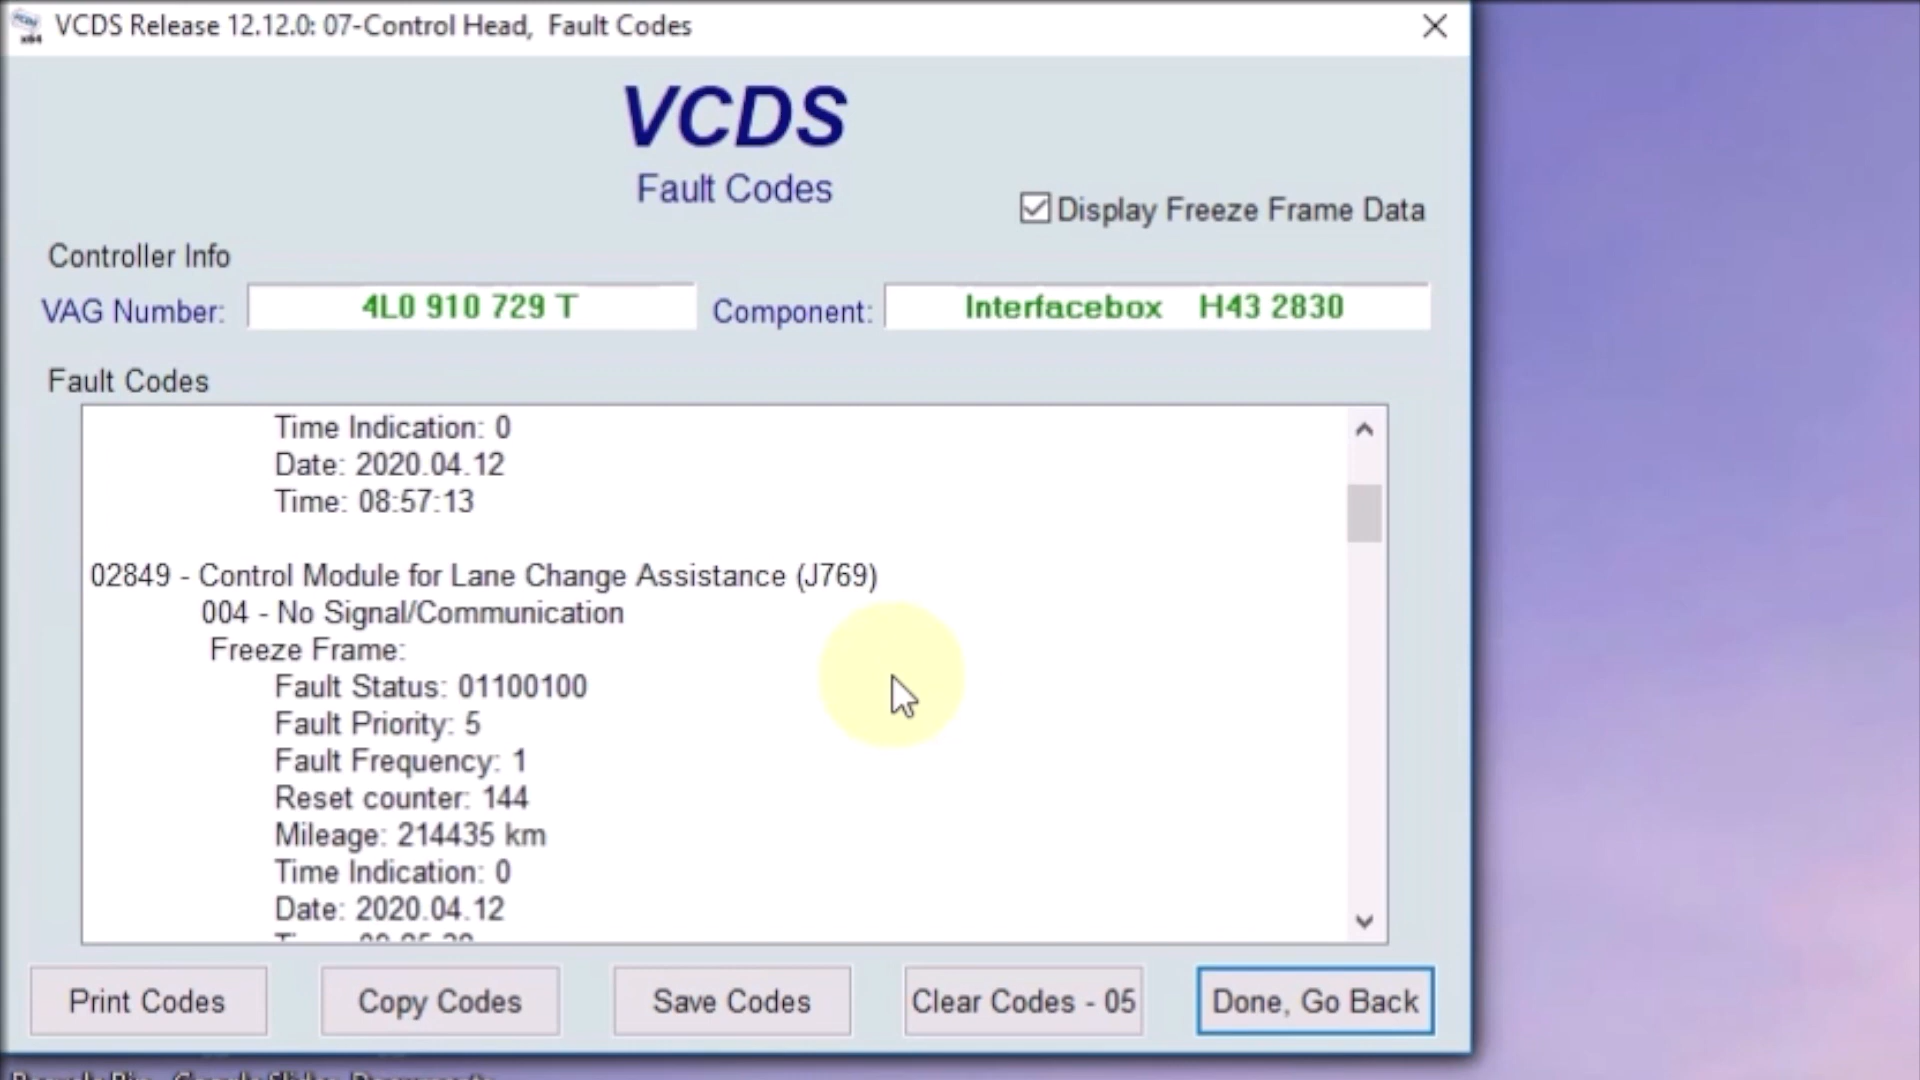 VCDS Release 12.12.0: 07-Control Head, Fault Codes
VCDS
Fault Codes
Display Freeze Frame Data
Controller Info
VAG Number: 4L0 910 729 T Component: Interfacebox H43 2830
Fault Codes
Time Indication: 0
Date: 2020.04.12
Time: 08:57:13
02849 - Control Module for Lane Change Assistance (J769)
004 - No Signal/Communication
Freeze Frame:
Fault Status: 01100100
Fault Priority: 5
Fault Frequency: 1
Reset counter: 144
Mileage: 214435 km
Time Indication: 0
Date: 2020.04.12
Print Codes Copy Codes Save Codes Clear Codes - 05 Done, Go Back